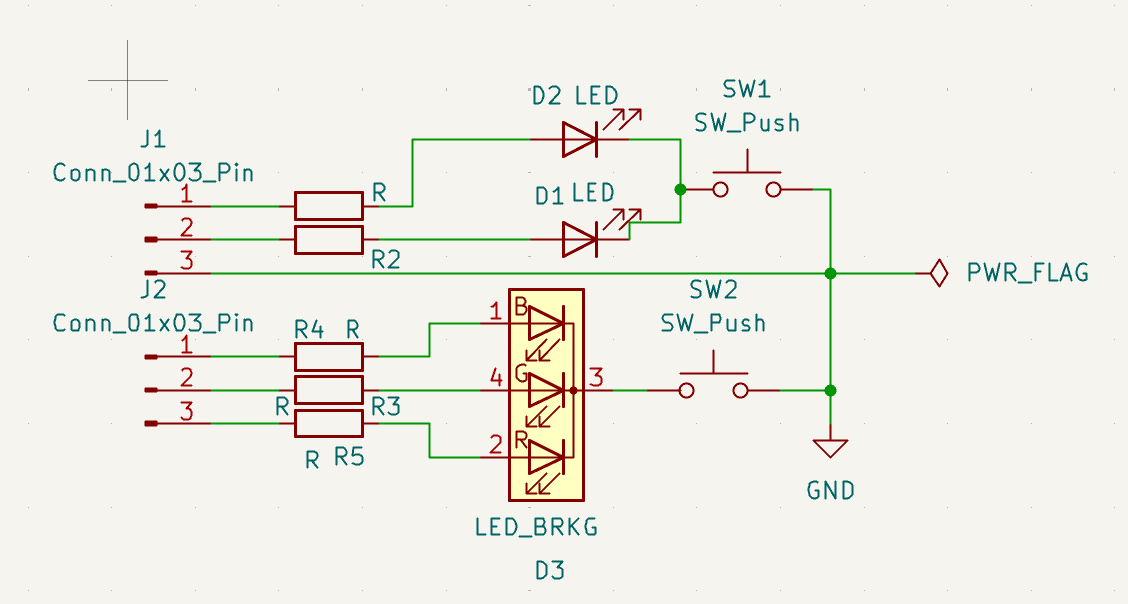 D2 LED
SW1
SW_Push
J1
Conn_01x03_Pin
1
R
D1 LED
2
R2
3
PWR_FLAG
J2
SW2
Conn_01x03_Pin
SW_Push
R4 R
1
1
B
2
4
G
3
R
R3
3
R
2
R R5
GND
LED_BRKG
D3